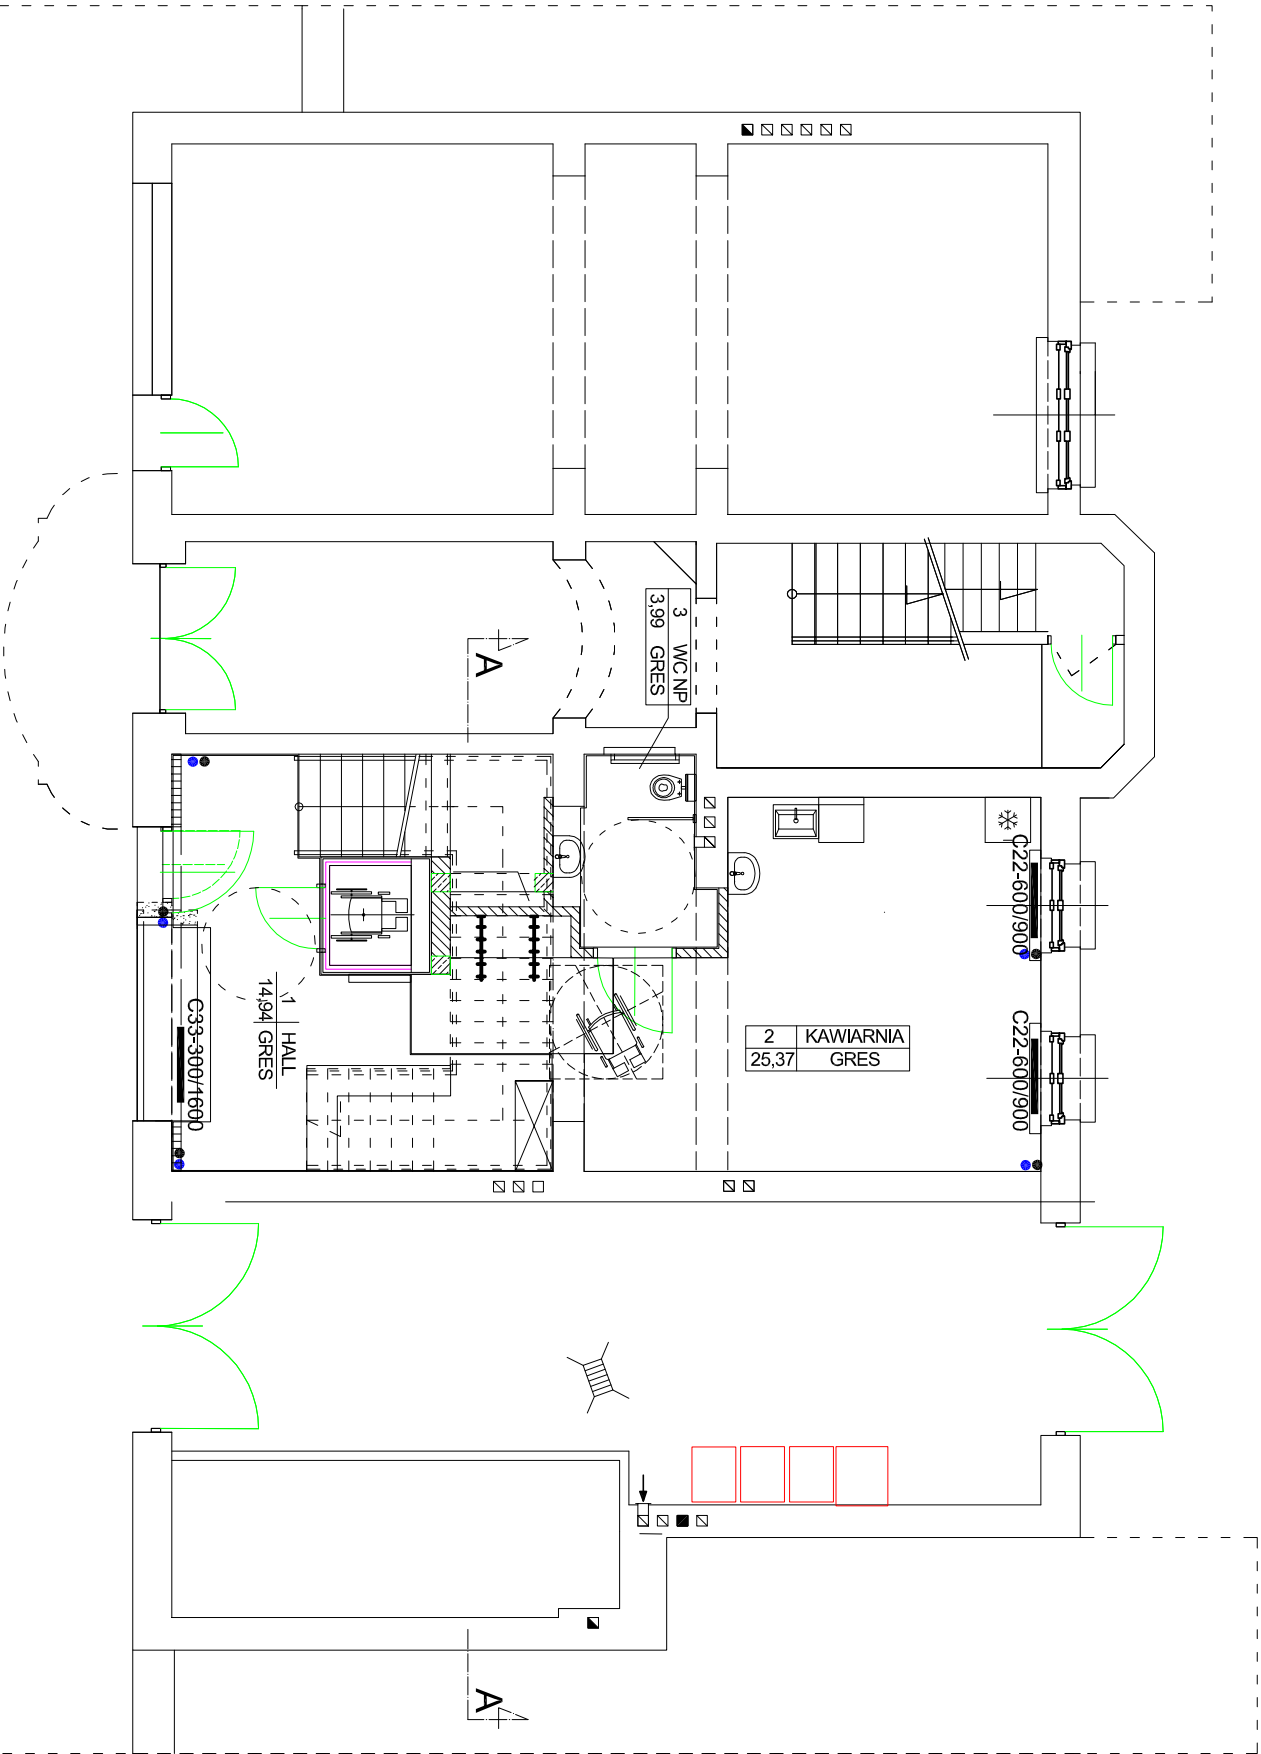 3 WC NP
3,99 GRES
A
C22-600/900
2 KAWIARNIA
25,37 GRES
C22-600/900
1 HALL
14,94 GRES
C33-300/1600
A